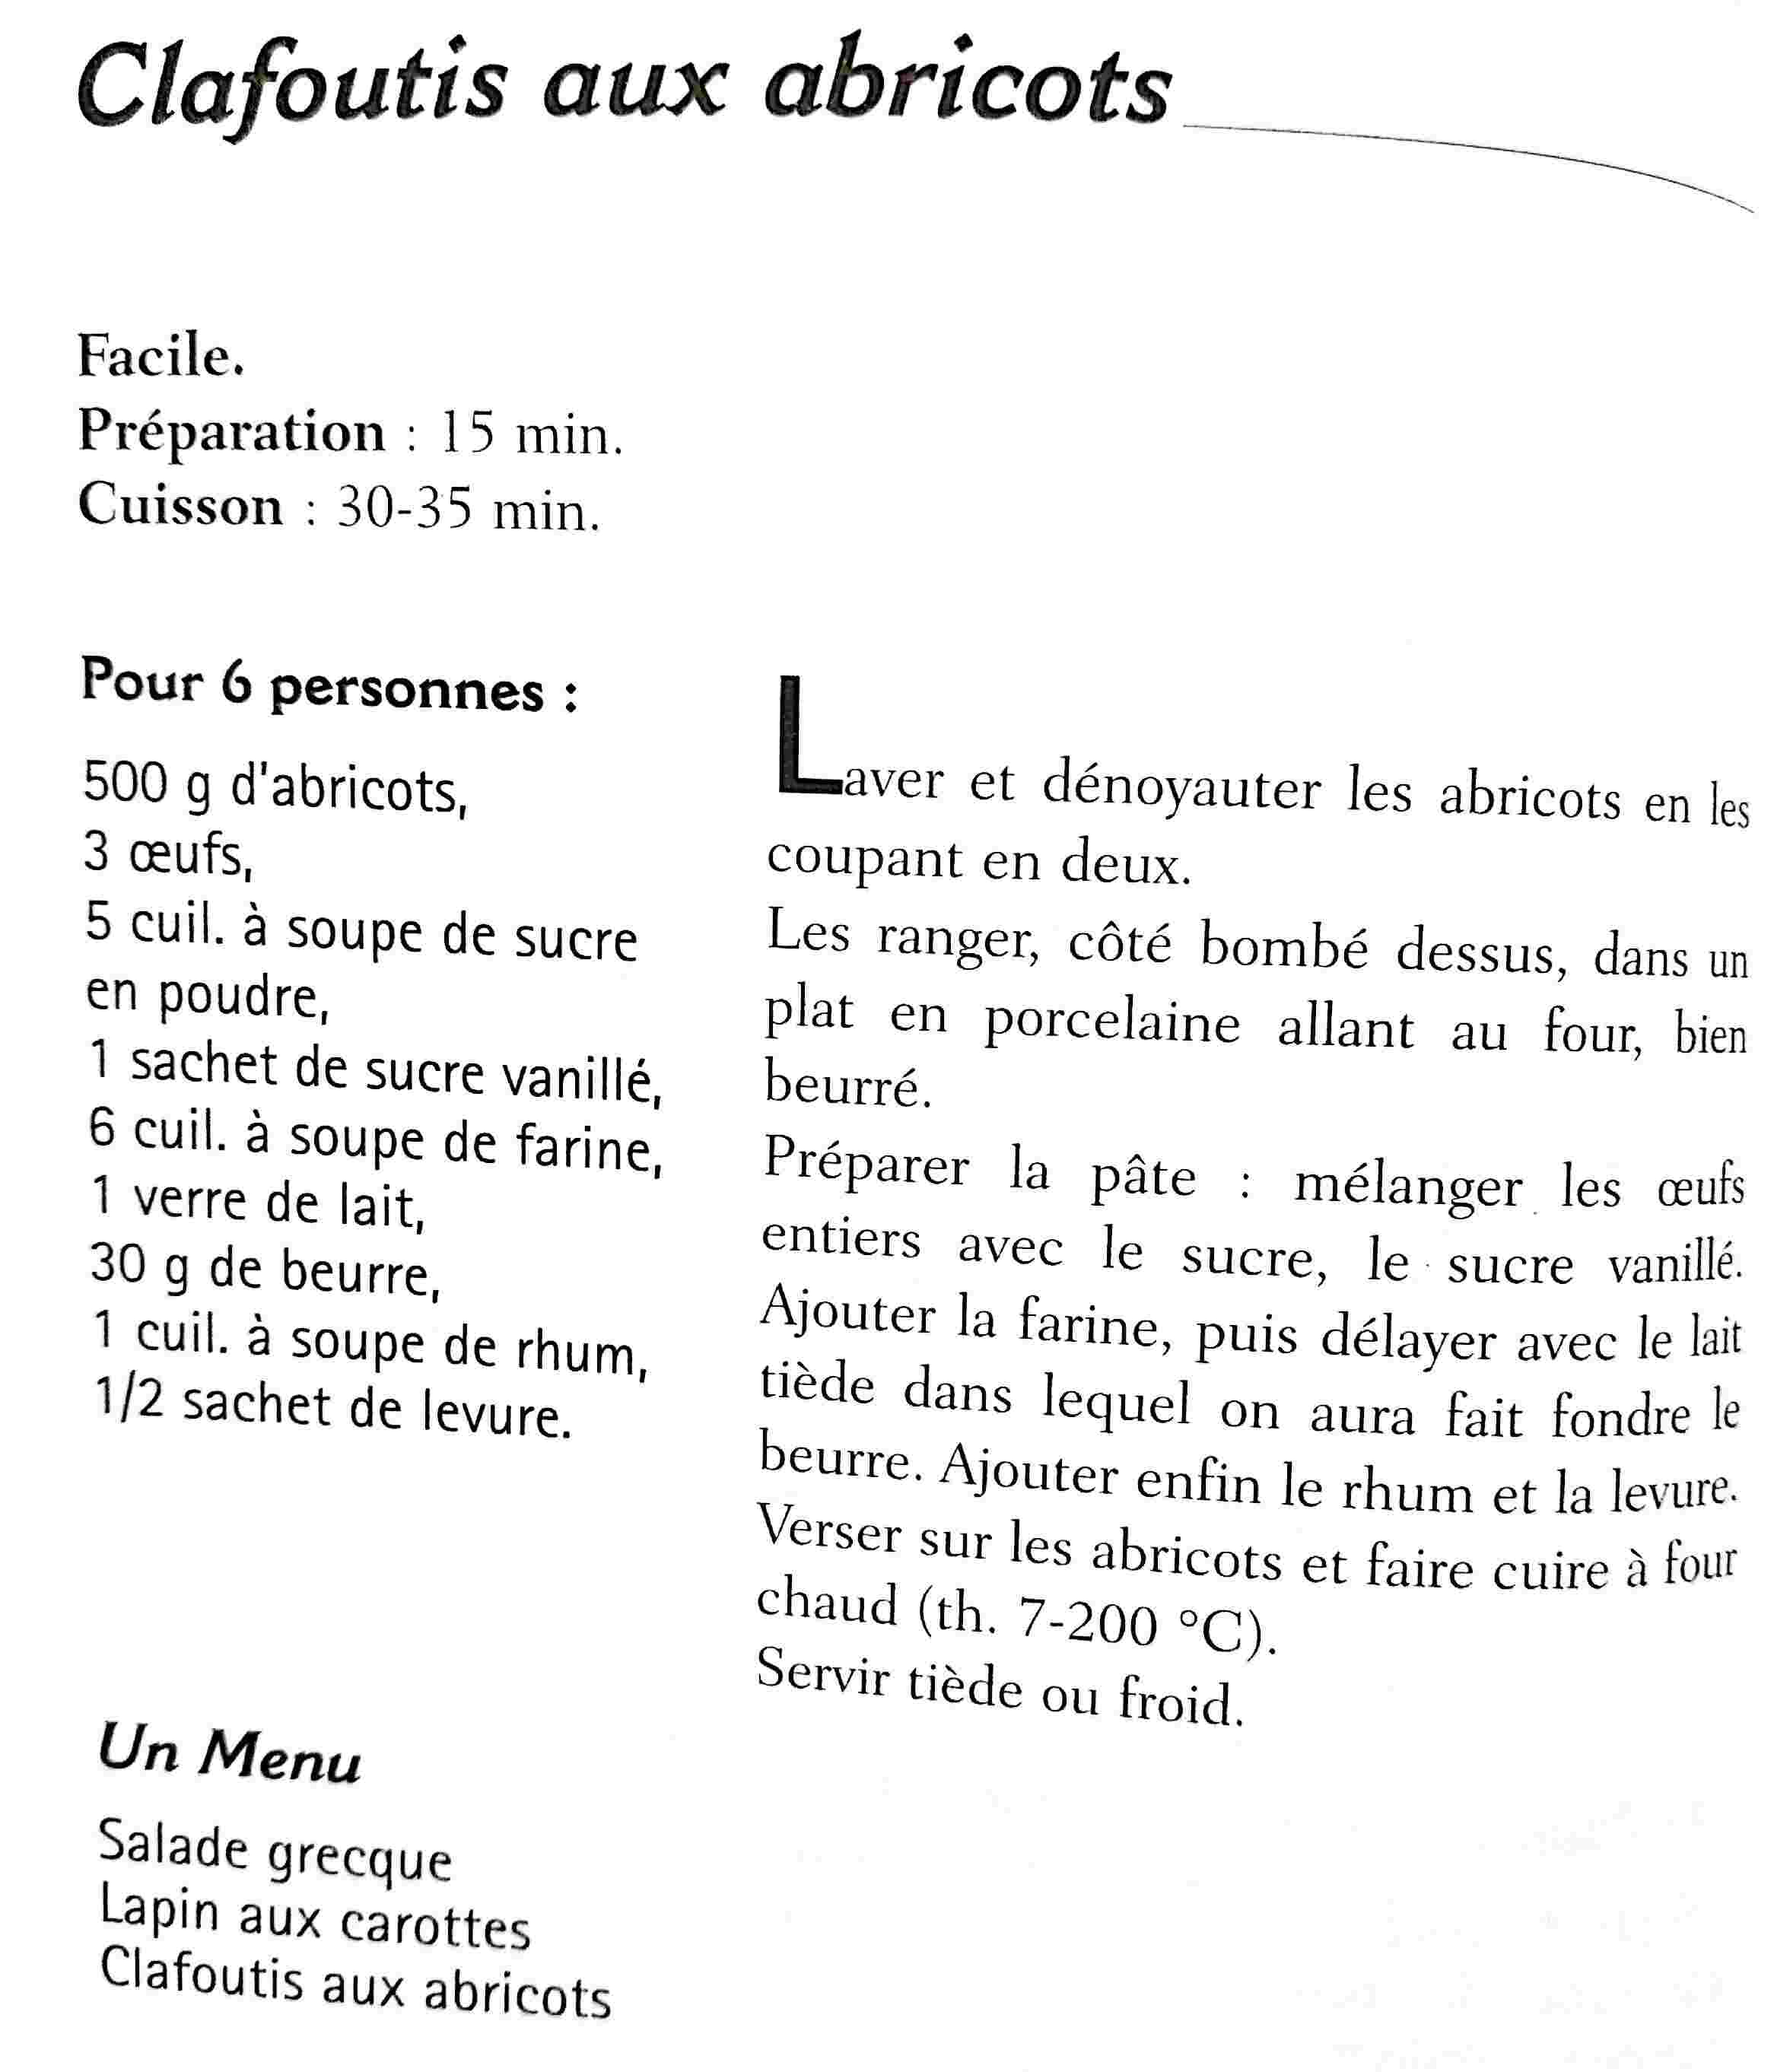 Clafoutis aux abricots
Facile.
Préparation : 15 min.
Cuisson : 30-35 min.
Pour 6 personnes :
500 g d'abricots,
3 œufs,
5 cuil. à soupe de sucre
en poudre,
1 sachet de sucre vanillé,
6 cuil. à soupe de farine,
1 verre de lait,
30 g de beurre,
1 cuil. à soupe de rhum,
1/2 sachet de levure.
Un Menu
Salade grecque
Lapin aux carottes
Clafoutis aux abricots
Laver et dénoyauter les abricots en les
coupant en deux.
Les ranger, côté bombé dessus, dans un
plat en porcelaine allant au four, bien
beurré.
Préparer la pâte : mélanger les œufs
entiers avec le sucre, le sucre vanillé.
Ajouter la farine, puis délayer avec le lait
tiède dans lequel on aura fait fondre le
beurre. Ajouter enfin le rhum et la levure.
Verser sur les abricots et faire cuire à four
chaud (th. 7-200 °C).
Servir tiède ou froid.